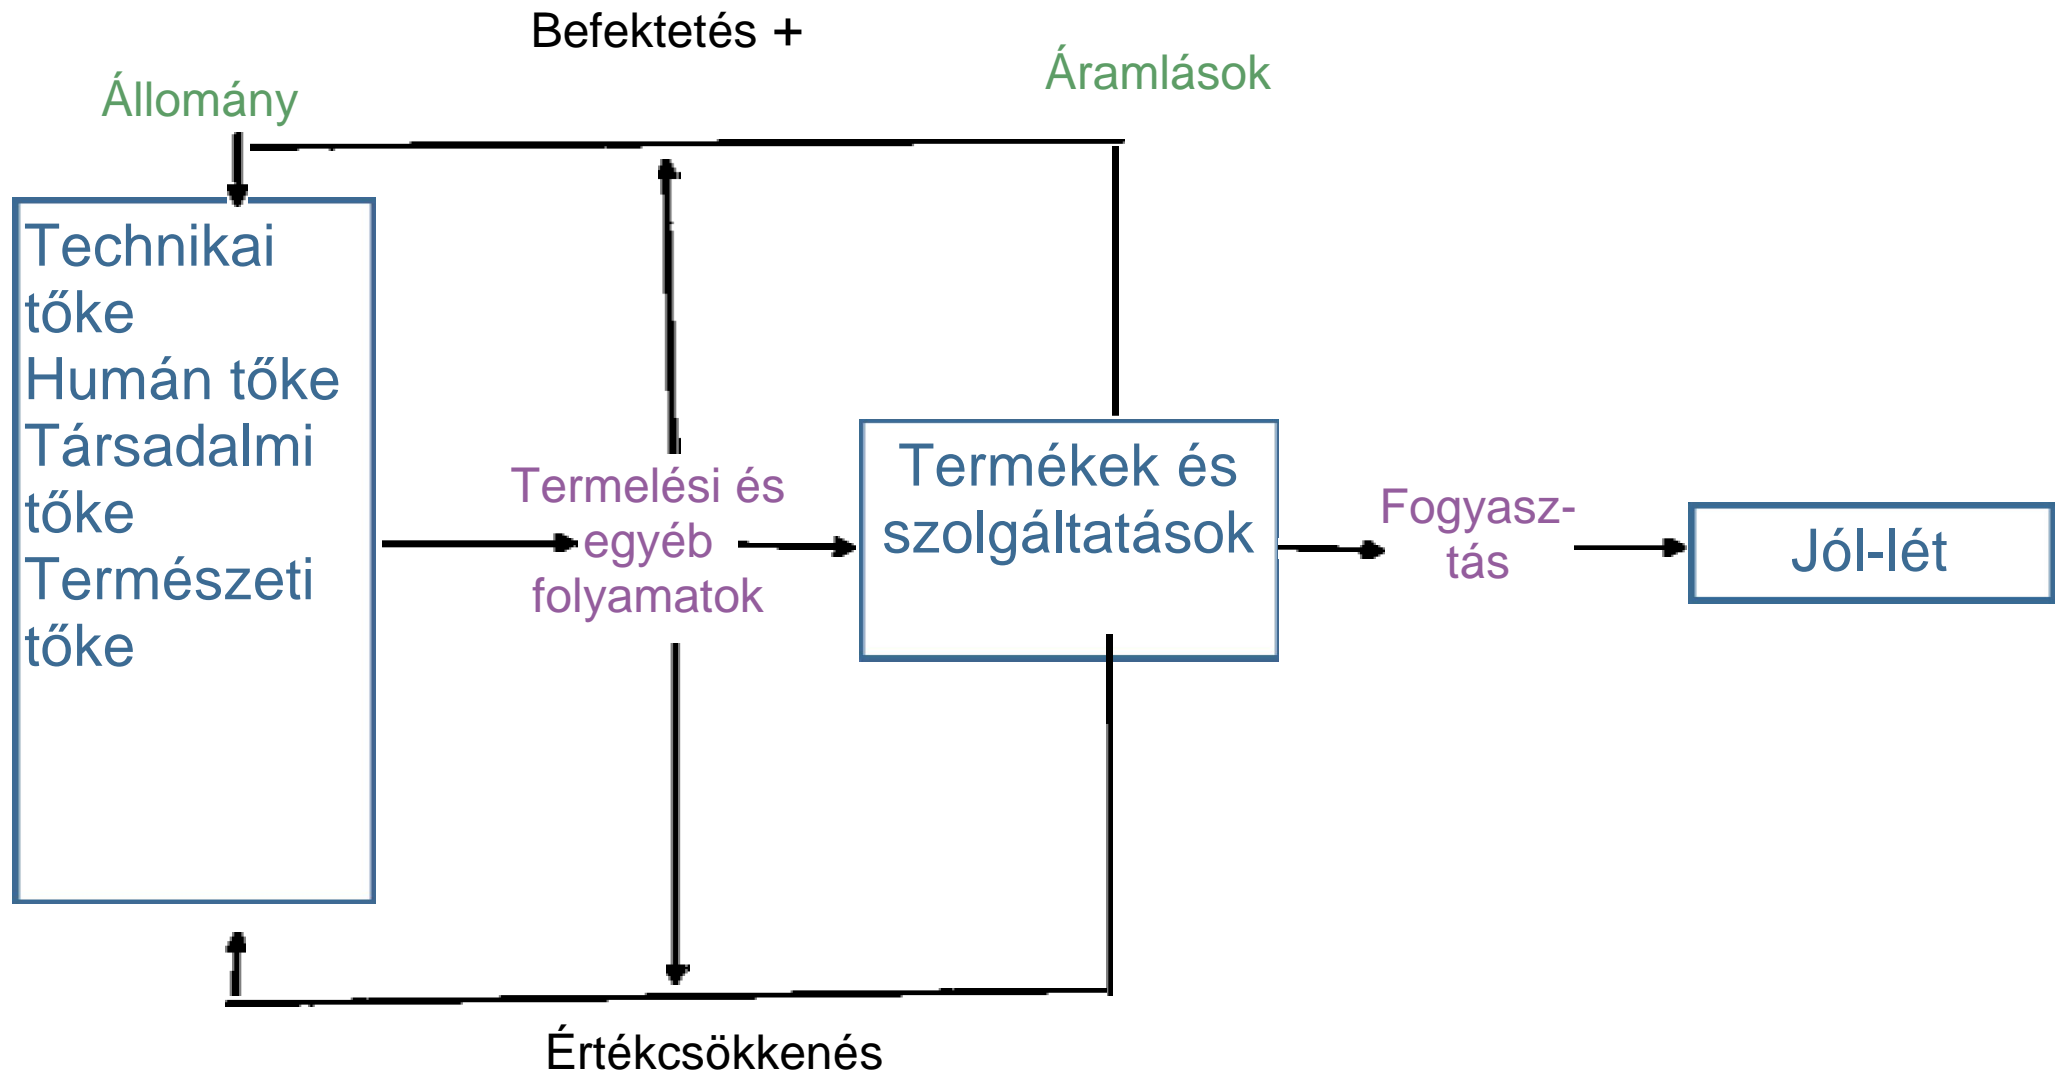 Befektetés +
Állomány
Áramlások
Technikai
tőke
Humán tőke
Társadalmi
tőke
Természeti
tőke
Termelési és
egyéb
folyamatok
Termékek és
szolgáltatások
Fogyasz-
tás
Jól-lét
Értékcsökkenés